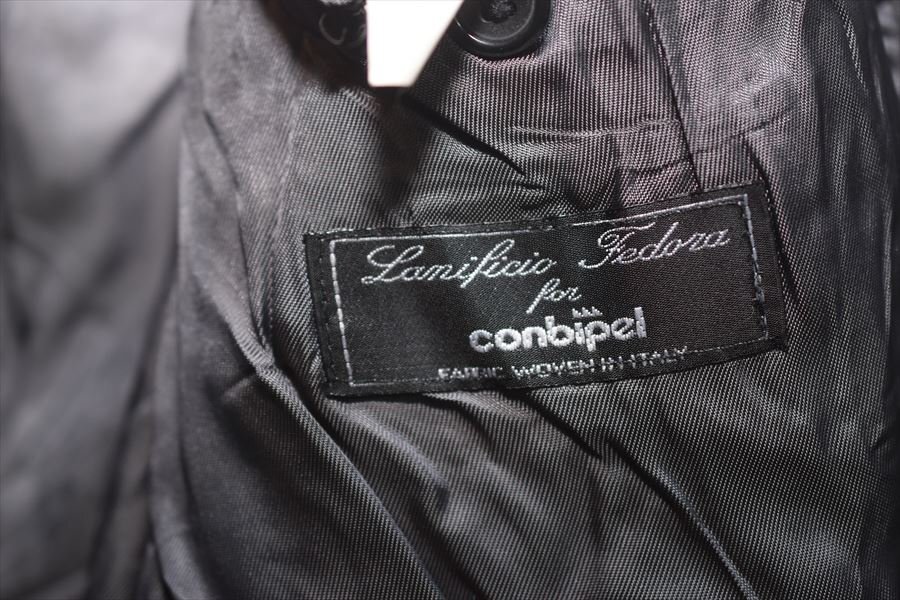 Lanificio Fedora
for
conbipel
FABRIC WOVEN IN ITALY